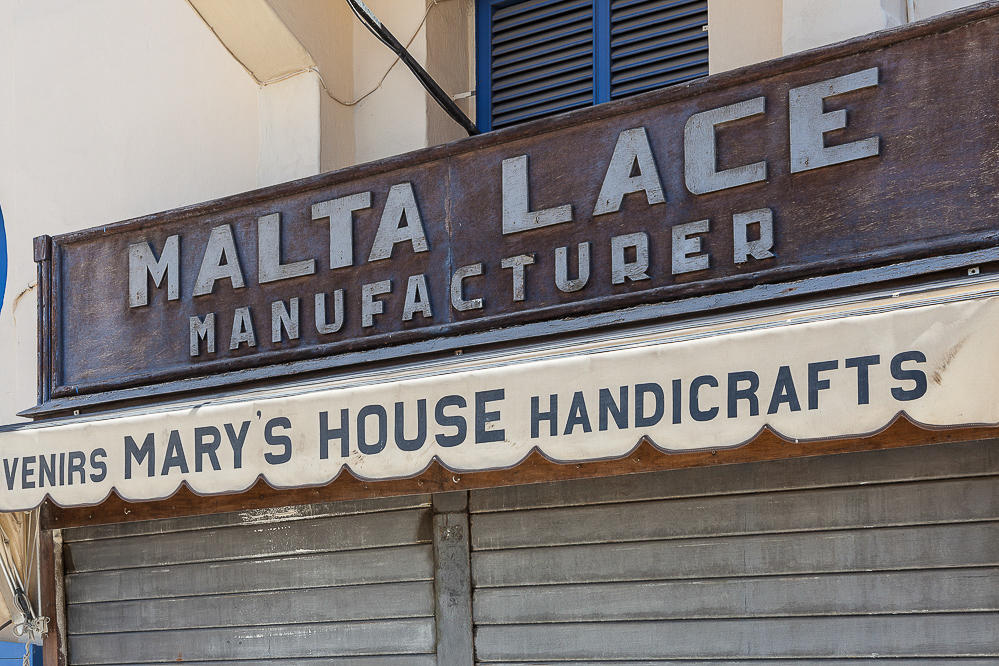 MALTA LACE
MANUFACTURER
VENIRS MARY'S HOUSE HANDICRAFTS